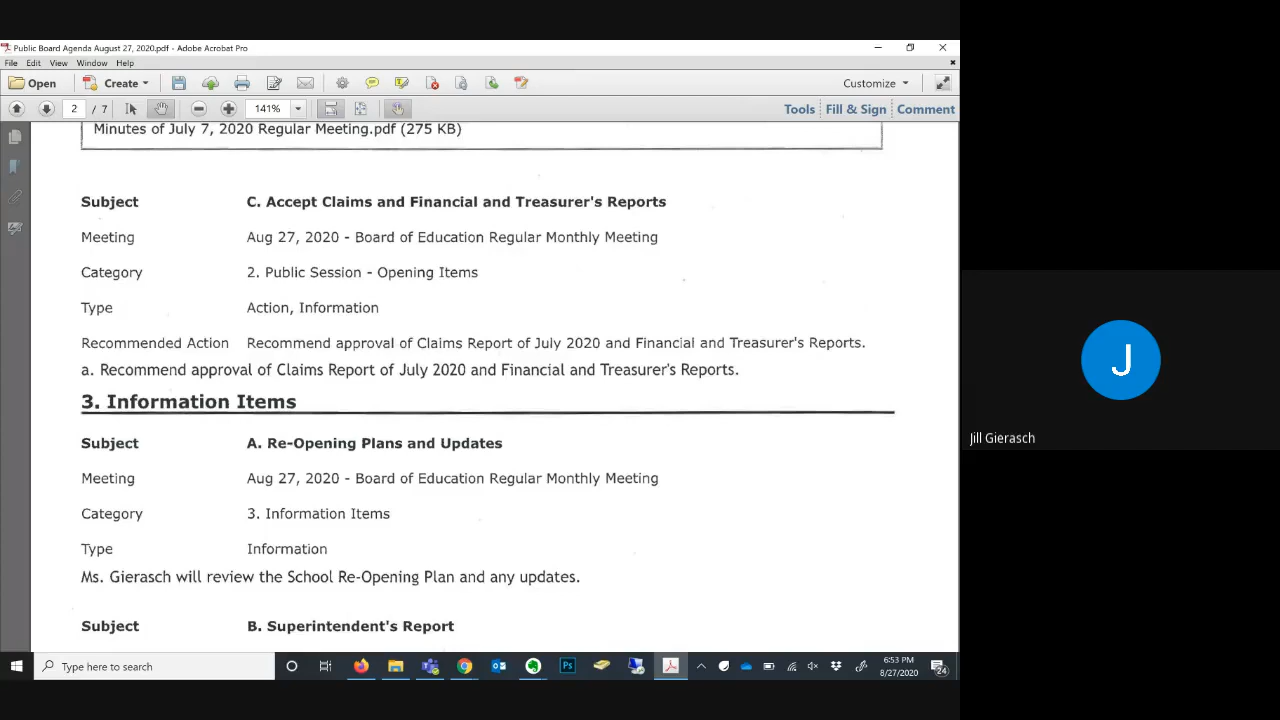 Public Board Agenda August 27, 2020.pdf - Adobe Acrobat Pro
File Edit View Window Help
Open Create Customize
2 / 7 141% Tools Fill & Sign Comment
Minutes of July 7, 2020 Regular Meeting.pdf (275 KB)
Subject C. Accept Claims and Financial and Treasurer's Reports
Meeting Aug 27, 2020 - Board of Education Regular Monthly Meeting
Category 2. Public Session - Opening Items
Type Action, Information
Recommended Action Recommend approval of Claims Report of July 2020 and Financial and Treasurer's Reports.
a. Recommend approval of Claims Report of July 2020 and Financial and Treasurer's Reports.
3. Information Items
Subject A. Re-Opening Plans and Updates
Meeting Aug 27, 2020 - Board of Education Regular Monthly Meeting
Category 3. Information Items
Type Information
Ms. Gierasch will review the School Re-Opening Plan and any updates.
Subject B. Superintendent's Report
J
Jill Gierasch
Type here to search
Ps
6:53 PM
8/27/2020
24